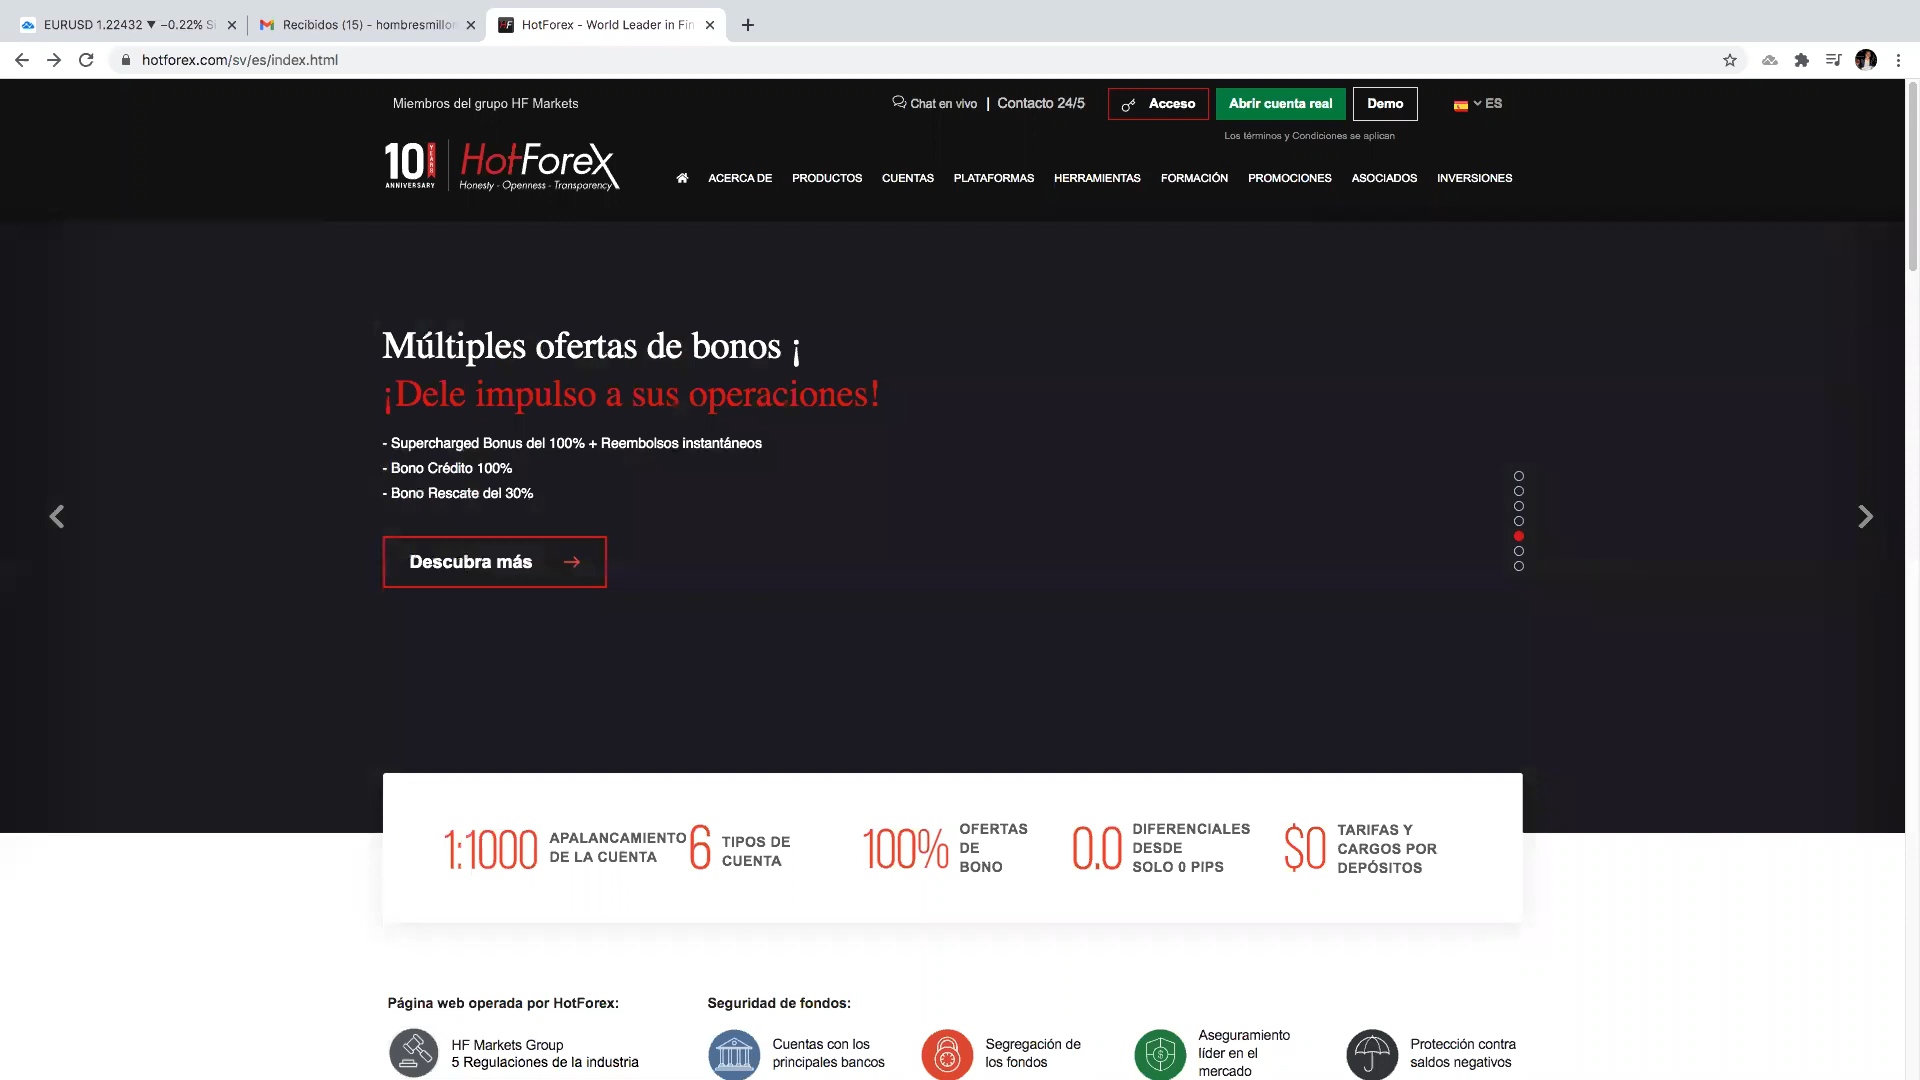 EURUSD 1.22432 ▼ −0.22% Si
Recibidos (15) - hombresmillon
HotForex - World Leader in Fin
hotforex.com/sv/es/index.html
Miembros del grupo HF Markets
Chat en vivo | Contacto 24/5
Acceso
Abrir cuenta real
Demo
ES
Los términos y Condiciones se aplican
10 YEARS
ANNIVERSARY
HotForex
Honesty - Openness - Transparency
ACERCA DE
PRODUCTOS
CUENTAS
PLATAFORMAS
HERRAMIENTAS
FORMACIÓN
PROMOCIONES
ASOCIADOS
INVERSIONES
Múltiples ofertas de bonos ¡
¡Dele impulso a sus operaciones!
- Supercharged Bonus del 100% + Reembolsos instantáneos
- Bono Crédito 100%
- Bono Rescate del 30%
Descubra más →
1:1000
APALANCAMIENTO
DE LA CUENTA
6
TIPOS DE
CUENTA
100%
OFERTAS
DE
BONO
0.0
DIFERENCIALES
DESDE
SOLO 0 PIPS
$0
TARIFAS Y
CARGOS POR
DEPÓSITOS
Página web operada por HotForex:
HF Markets Group
5 Regulaciones de la industria
Seguridad de fondos:
Cuentas con los
principales bancos
Segregación de
los fondos
Aseguramiento
líder en el
mercado
Protección contra
saldos negativos